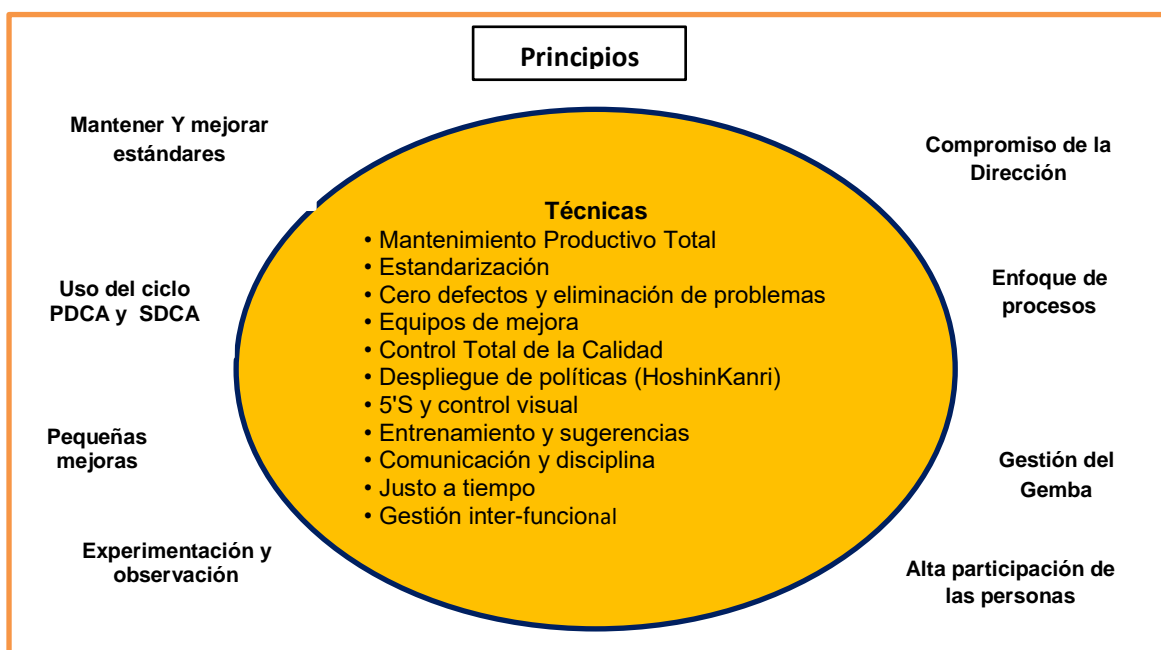 Principios
Mantener Y mejorar
estándares
Uso del ciclo
PDCA y SDCA
Pequeñas
mejoras
Experimentación y
observación
Técnicas
• Mantenimiento Productivo Total
• Estandarización
• Cero defectos y eliminación de problemas
• Equipos de mejora
• Control Total de la Calidad
• Despliegue de políticas (HoshinKanri)
• 5'S y control visual
• Entrenamiento y sugerencias
• Comunicación y disciplina
• Justo a tiempo
• Gestión inter-funcional
Compromiso de la
Dirección
Enfoque de
procesos
Gestión del
Gemba
Alta participación de
las personas